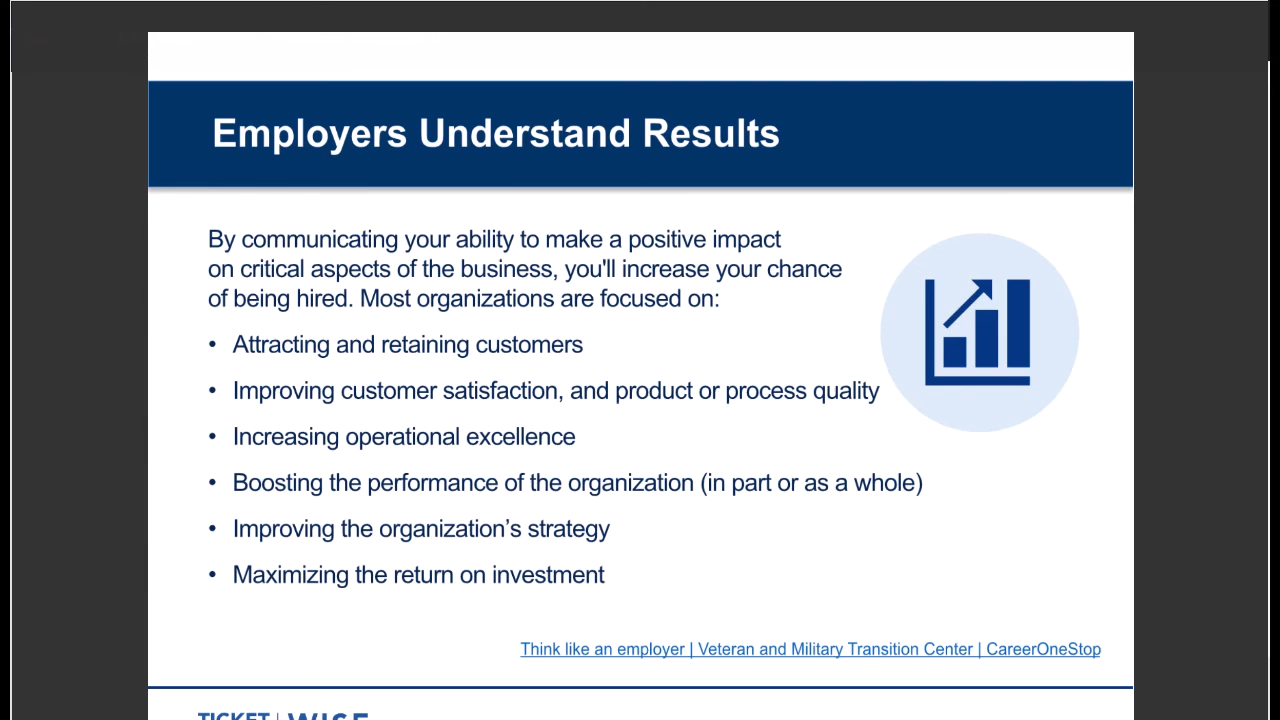 Employers Understand Results
By communicating your ability to make a positive impact
on critical aspects of the business, you'll increase your chance
of being hired. Most organizations are focused on:
• Attracting and retaining customers
• Improving customer satisfaction, and product or process quality
• Increasing operational excellence
• Boosting the performance of the organization (in part or as a whole)
• Improving the organization’s strategy
• Maximizing the return on investment
Think like an employer | Veteran and Military Transition Center | CareerOneStop
TICKET | WISE